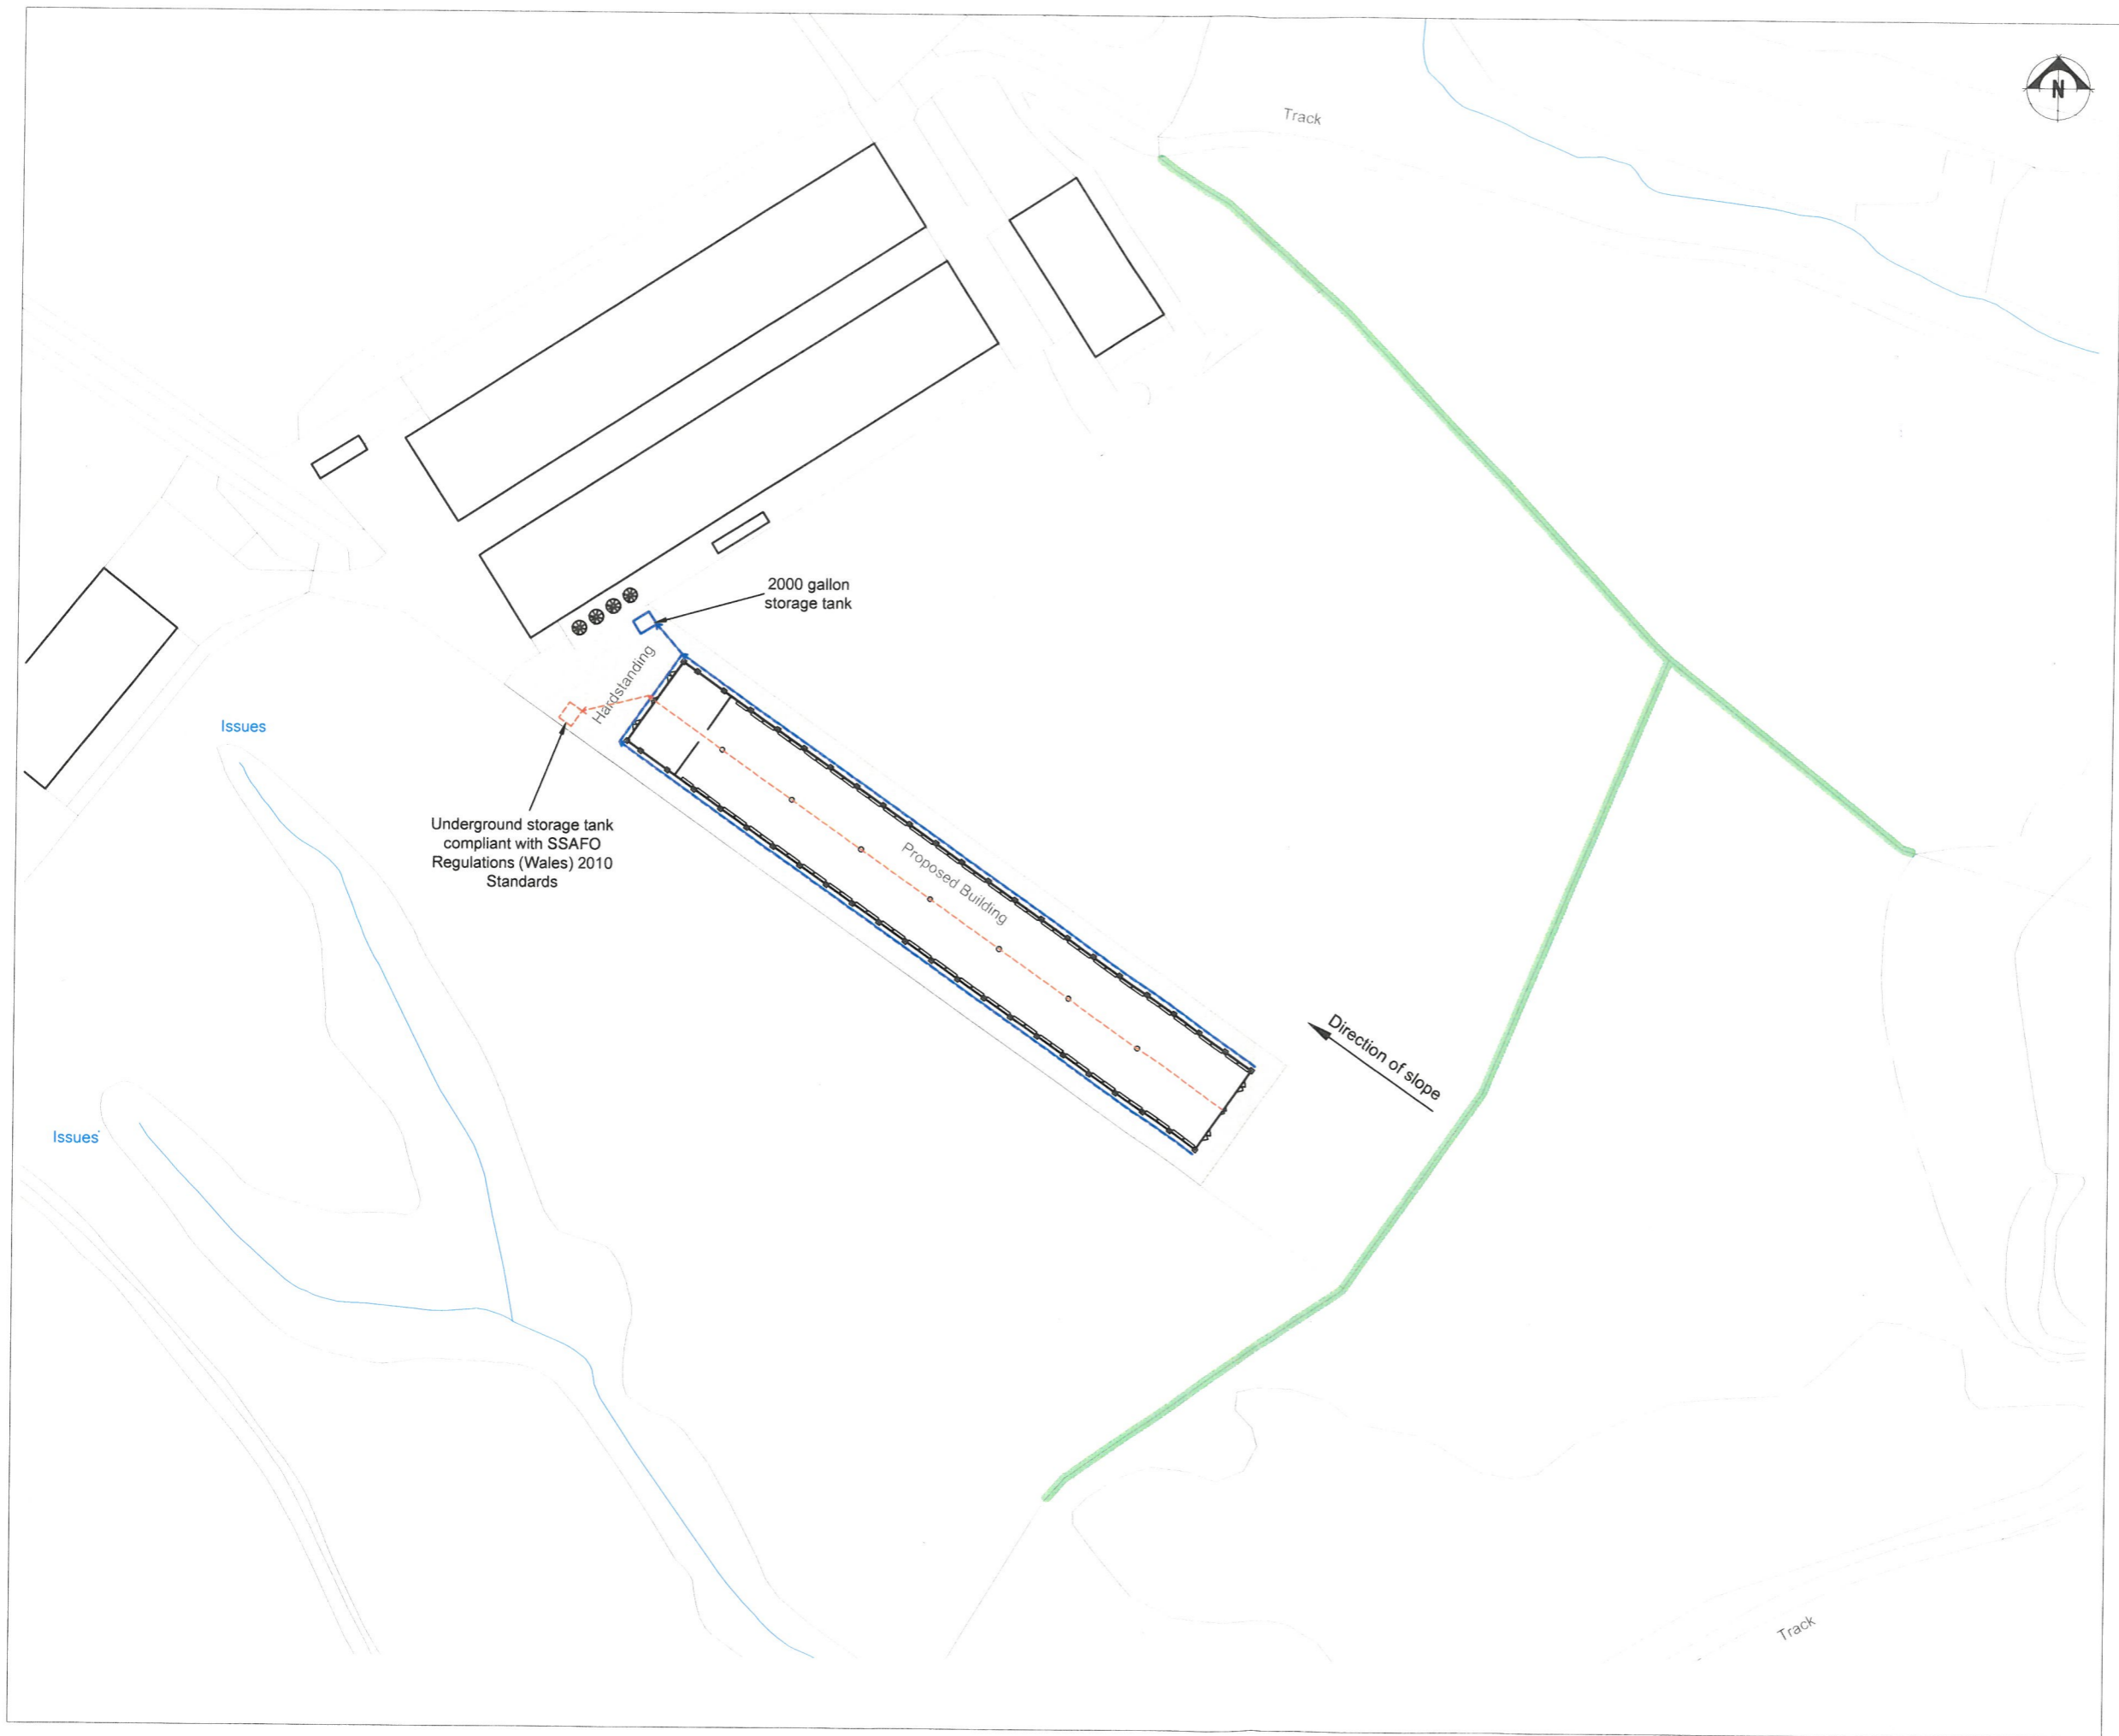 N
Track
2000 gallon
storage tank
Hardstanding
Issues
Underground storage tank
compliant with SSAFO
Regulations (Wales) 2010
Standards
Proposed Building
Direction of slope
Issues
Track